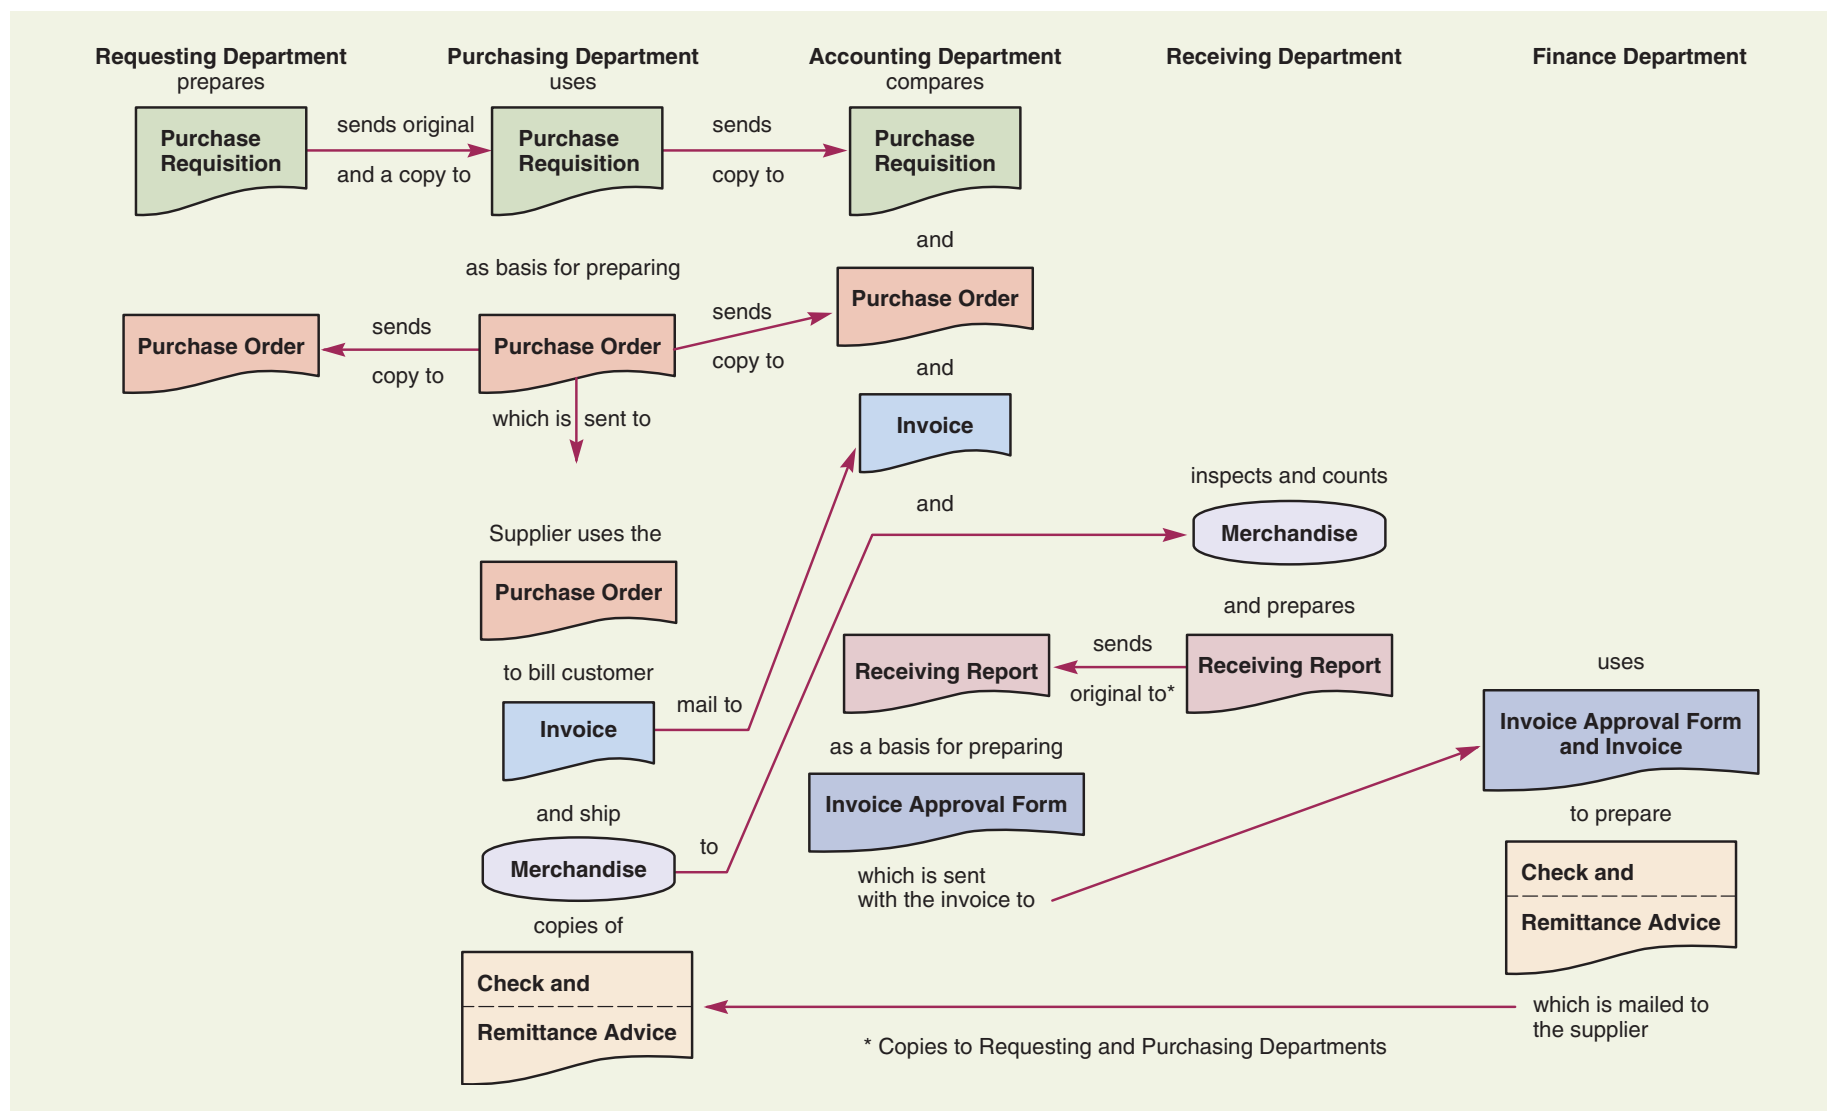 Requesting Department
prepares
Purchasing Department
uses
Accounting Department
compares
Receiving Department
Finance Department
Purchase
Requisition
sends original
and a copy to
Purchase
Requisition
sends
copy to
Purchase
Requisition
and
as basis for preparing
Purchase Order
sends
copy to
Purchase Order
sends
copy to
Purchase Order
and
which is sent to
Invoice
and
inspects and counts
Merchandise
Supplier uses the
Purchase Order
and prepares
to bill customer
Receiving Report
sends
original to*
Receiving Report
uses
Invoice
mail to
as a basis for preparing
Invoice Approval Form
and Invoice
Invoice Approval Form
and ship
to prepare
Merchandise
to
which is sent
with the invoice to
Check and
Remittance Advice
copies of
Check and
Remittance Advice
which is mailed to
the supplier
* Copies to Requesting and Purchasing Departments